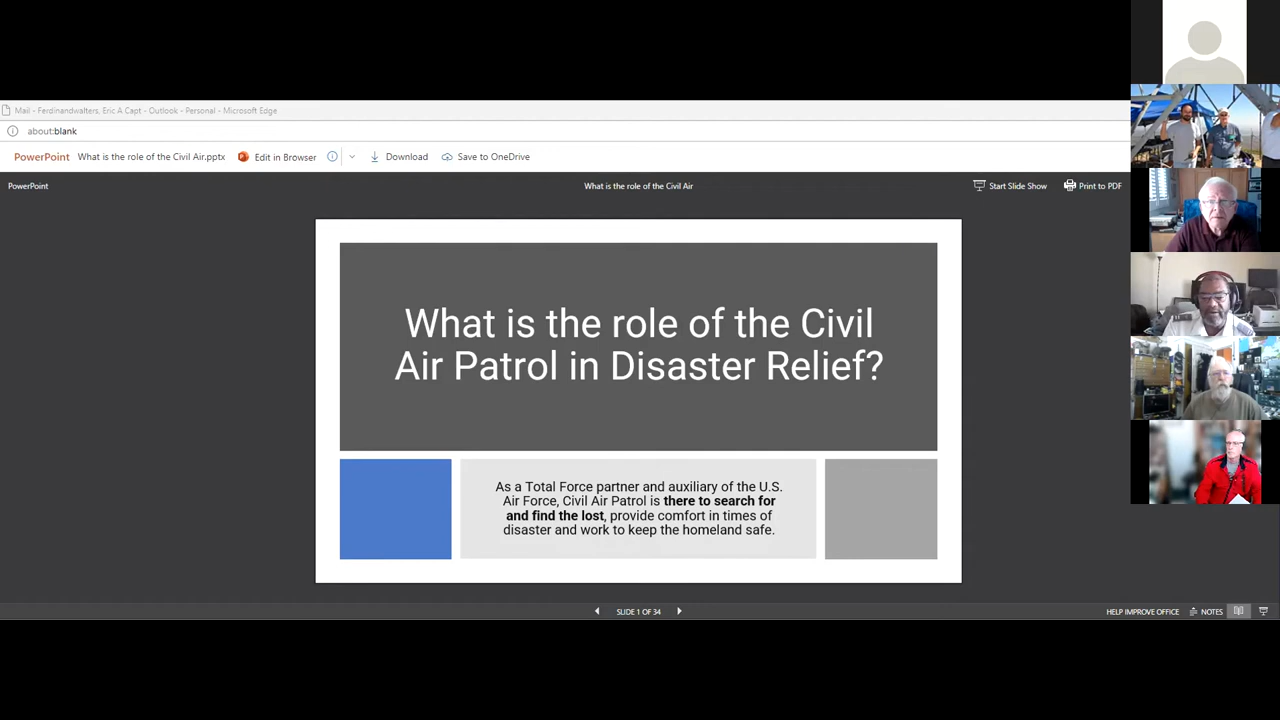 Mail - Ferdinandwalters, Eric A Capt - Outlook - Personal - Microsoft Edge
about:blank
PowerPoint What is the role of the Civil Air.pptx Edit in Browser Download Save to OneDrive
PowerPoint What is the role of the Civil Air Start Slide Show Print to PDF
What is the role of the Civil
Air Patrol in Disaster Relief?
As a Total Force partner and auxiliary of the U.S.
Air Force, Civil Air Patrol is there to search for
and find the lost, provide comfort in times of
disaster and work to keep the homeland safe.
SLIDE 1 OF 34 HELP IMPROVE OFFICE NOTES